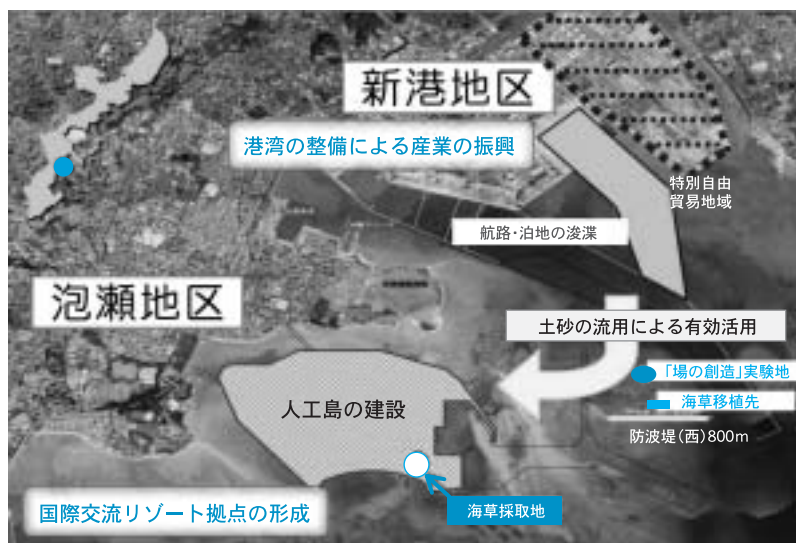 新港地区
港湾の整備による産業の振興
特別自由
貿易地域
航路・泊地の浚渫
泡瀬地区
土砂の流用による有効活用
「場の創造」実験地
人工島の建設
海草移植先
防波堤(西)800m
国際交流リゾート拠点の形成
海草採取地